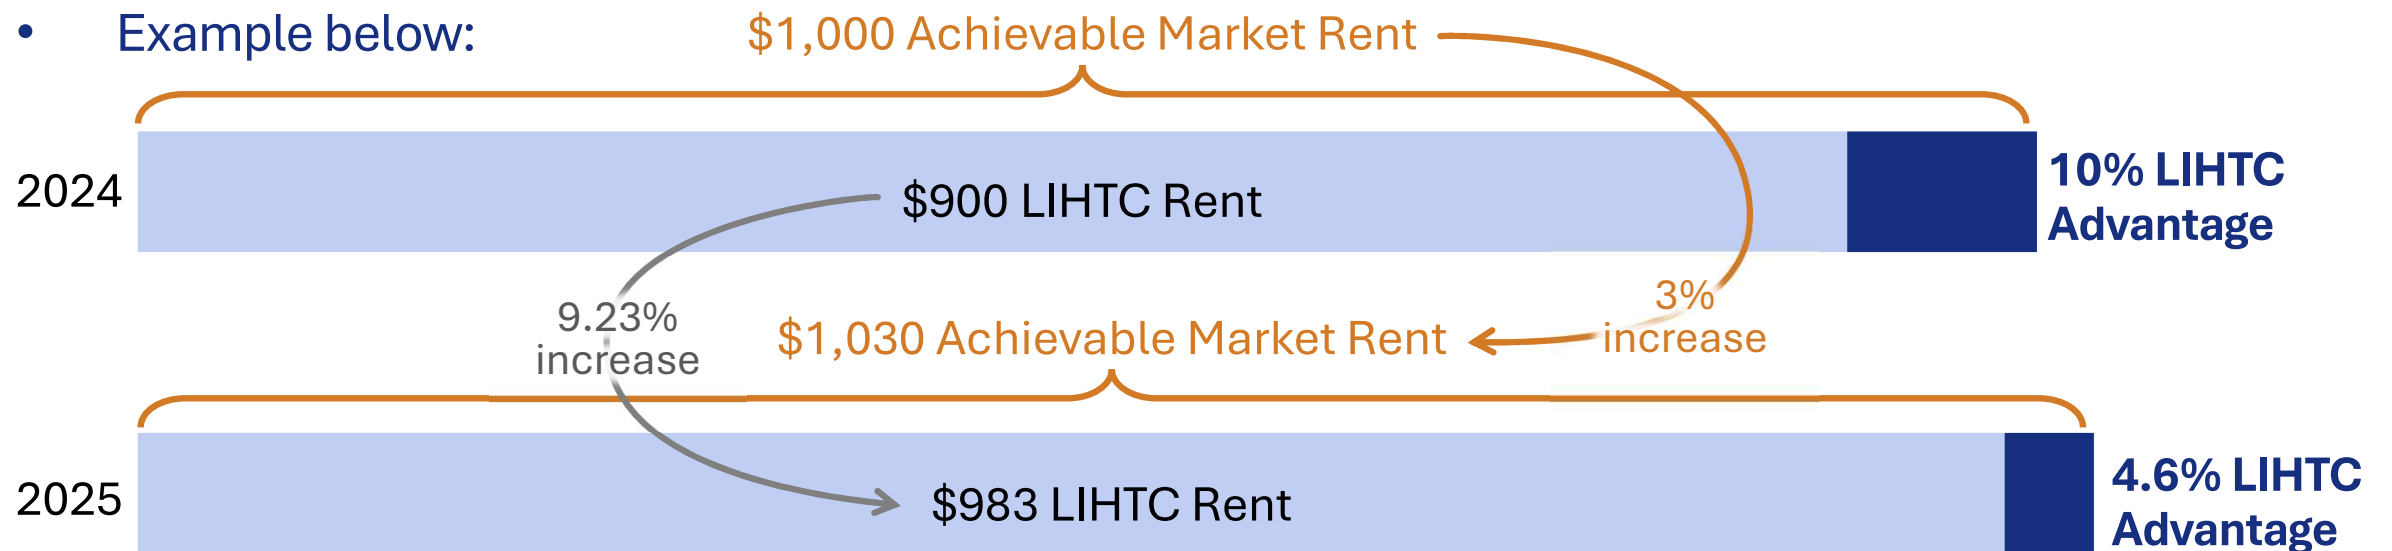 • Example below:
$1,000 Achievable Market Rent
2024
$900 LIHTC Rent
10% LIHTC
Advantage
9.23%
increase
$1,030 Achievable Market Rent
3%
increase
2025
$983 LIHTC Rent
4.6% LIHTC
Advantage